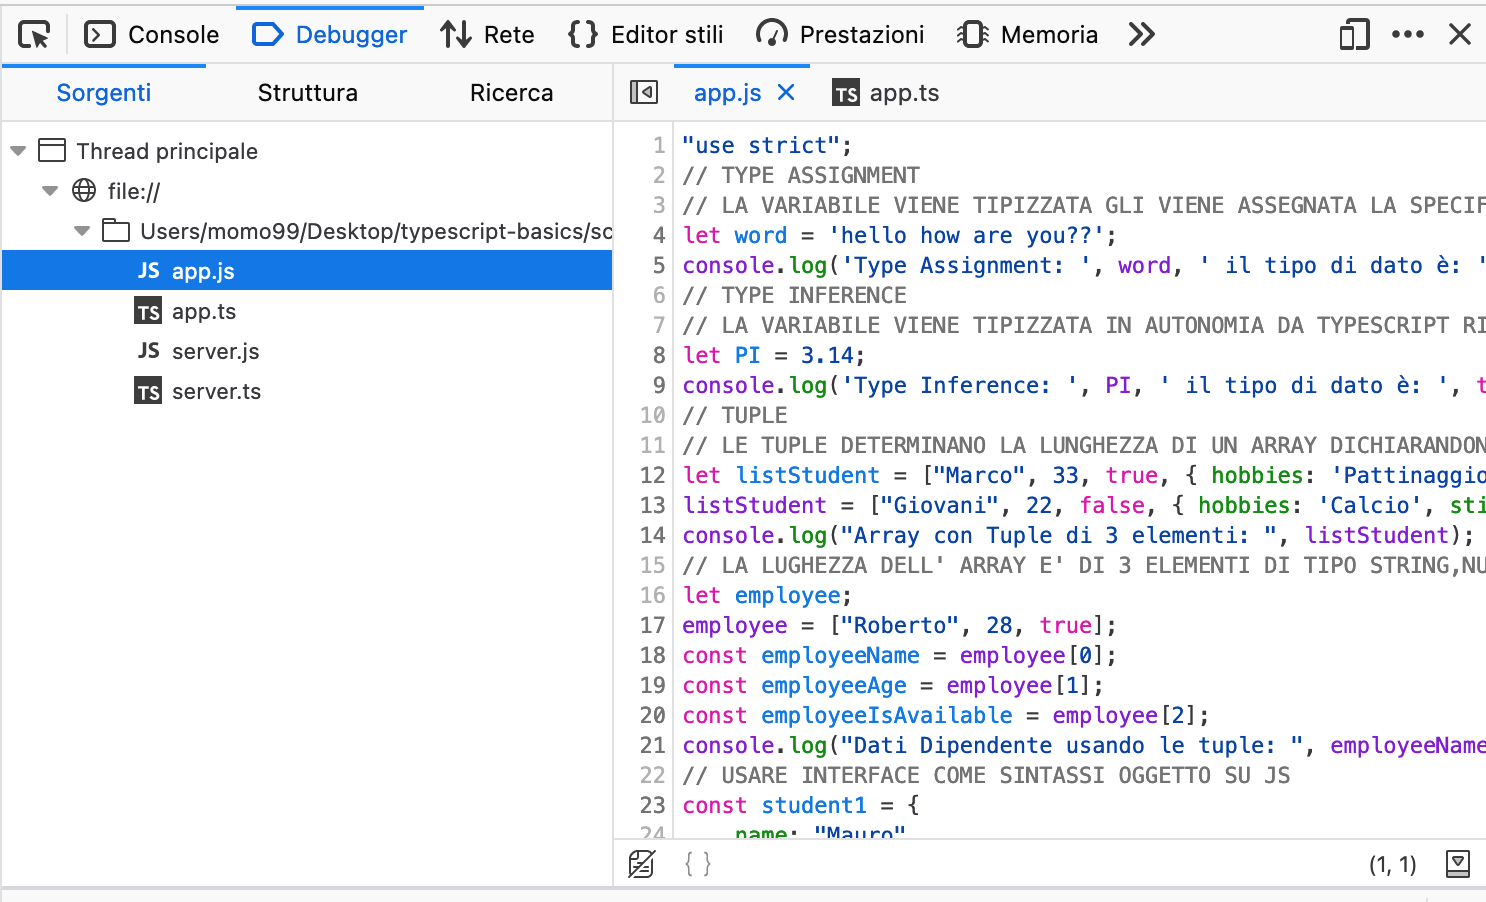 Console Debugger Rete Editor stili Prestazioni Memoria
Sorgenti Struttura Ricerca
app.js TS app.ts
Thread principale
file://
Users/momo99/Desktop/typescript-basics/sc
JS app.js
TS app.ts
JS server.js
TS server.ts
1 "use strict";
2 // TYPE ASSIGNMENT
3 // LA VARIABILE VIENE TIPIZZATA GLI VIENE ASSEGNATA LA SPECIF
4 let word = 'hello how are you??';
5 console.log('Type Assignment: ', word, ' il tipo di dato è: '
6 // TYPE INFERENCE
7 // LA VARIABILE VIENE TIPIZZATA IN AUTONOMIA DA TYPESCRIPT RI
8 let PI = 3.14;
9 console.log('Type Inference: ', PI, ' il tipo di dato è: ', t
10 // TUPLE
11 // LE TUPLE DETERMINANO LA LUNGHEZZA DI UN ARRAY DICHIARANDON
12 let listStudent = ["Marco", 33, true, { hobbies: 'Pattinaggio
13 listStudent = ["Giovani", 22, false, { hobbies: 'Calcio', sti
14 console.log("Array con Tuple di 3 elementi: ", listStudent);
15 // LA LUGHEZZA DELL' ARRAY E' DI 3 ELEMENTI DI TIPO STRING,NU
16 let employee;
17 employee = ["Roberto", 28, true];
18 const employeeName = employee[0];
19 const employeeAge = employee[1];
20 const employeeIsAvailable = employee[2];
21 console.log("Dati Dipendente usando le tuple: ", employeeName
22 // USARE INTERFACE COME SINTASSI OGGETTO SU JS
23 const student1 = {
24 name: "Mauro"
{ } (1, 1)